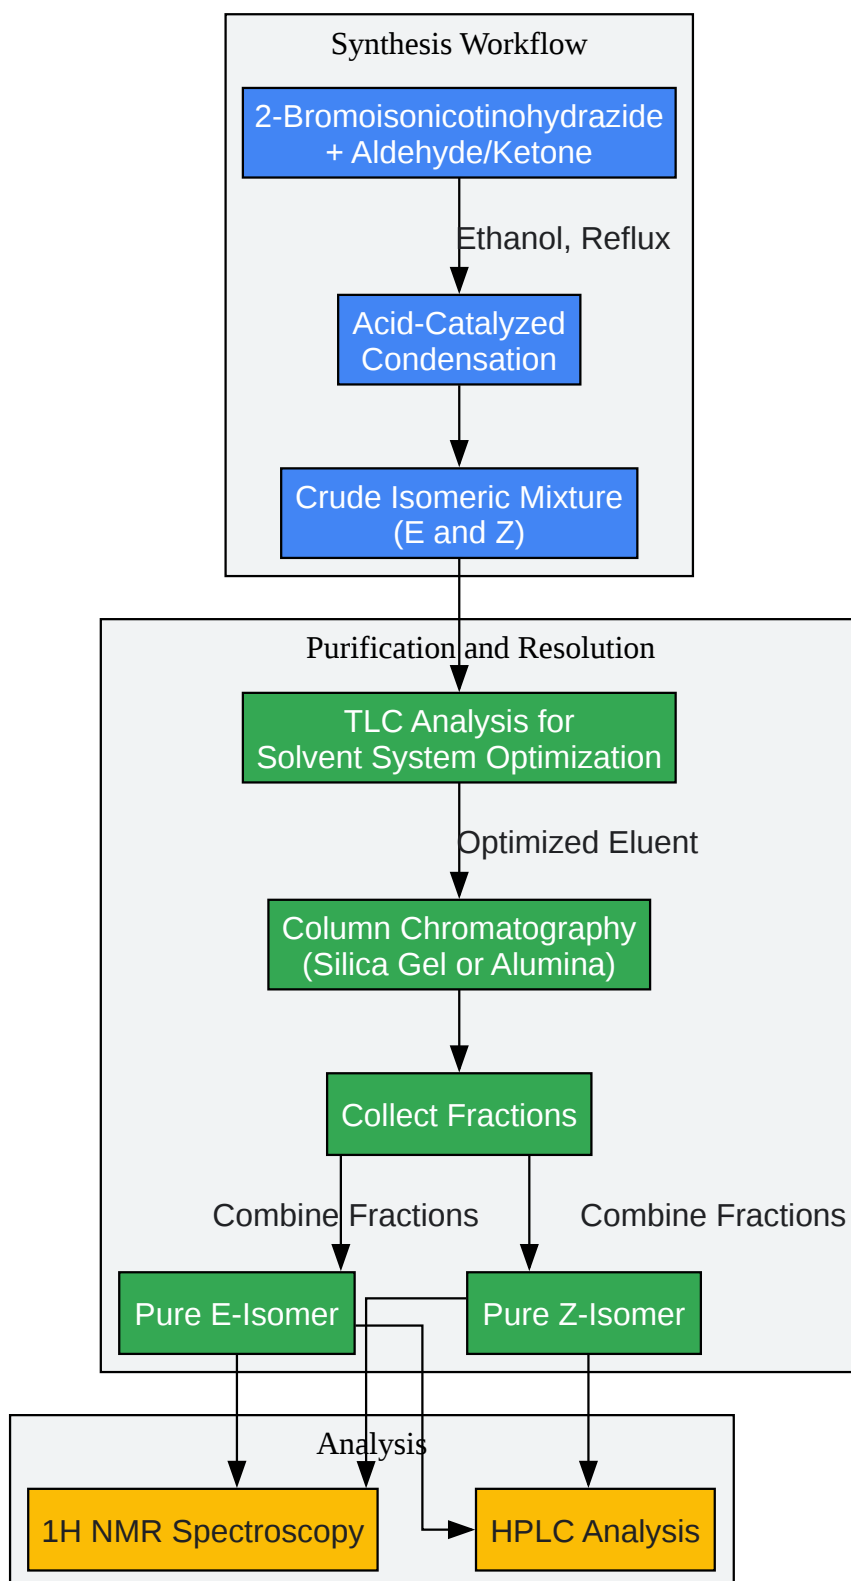 Synthesis Workflow
2-Bromoisonicotinohydrazide
+ Aldehyde/Ketone
Ethanol, Reflux
Acid-Catalyzed
Condensation
Crude Isomeric Mixture
(E and Z)
Purification and Resolution
TLC Analysis for
Solvent System Optimization
Optimized Eluent
Column Chromatography
(Silica Gel or Alumina)
Collect Fractions
Combine Fractions
Combine Fractions
Pure E-Isomer
Pure Z-Isomer
Analysis
1H NMR Spectroscopy
HPLC Analysis